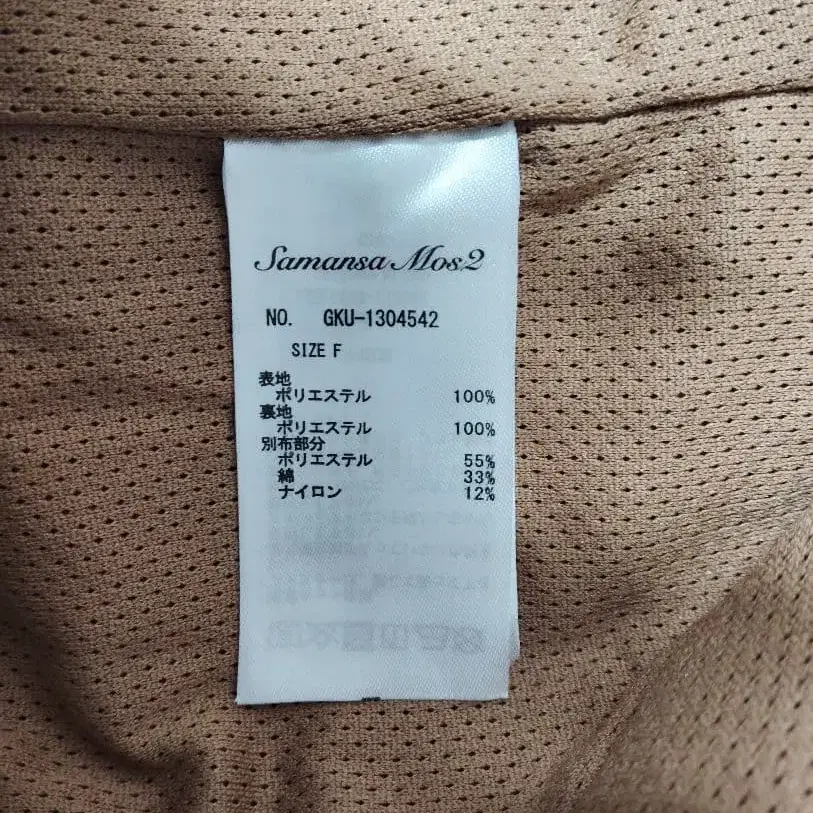 Samansa Mos2
NO. GKU-1304542
SIZE F
表地
ポリエステル 100%
裏地
ポリエステル 100%
別布部分
ポリエステル 55%
綿 33%
ナイロン 12%